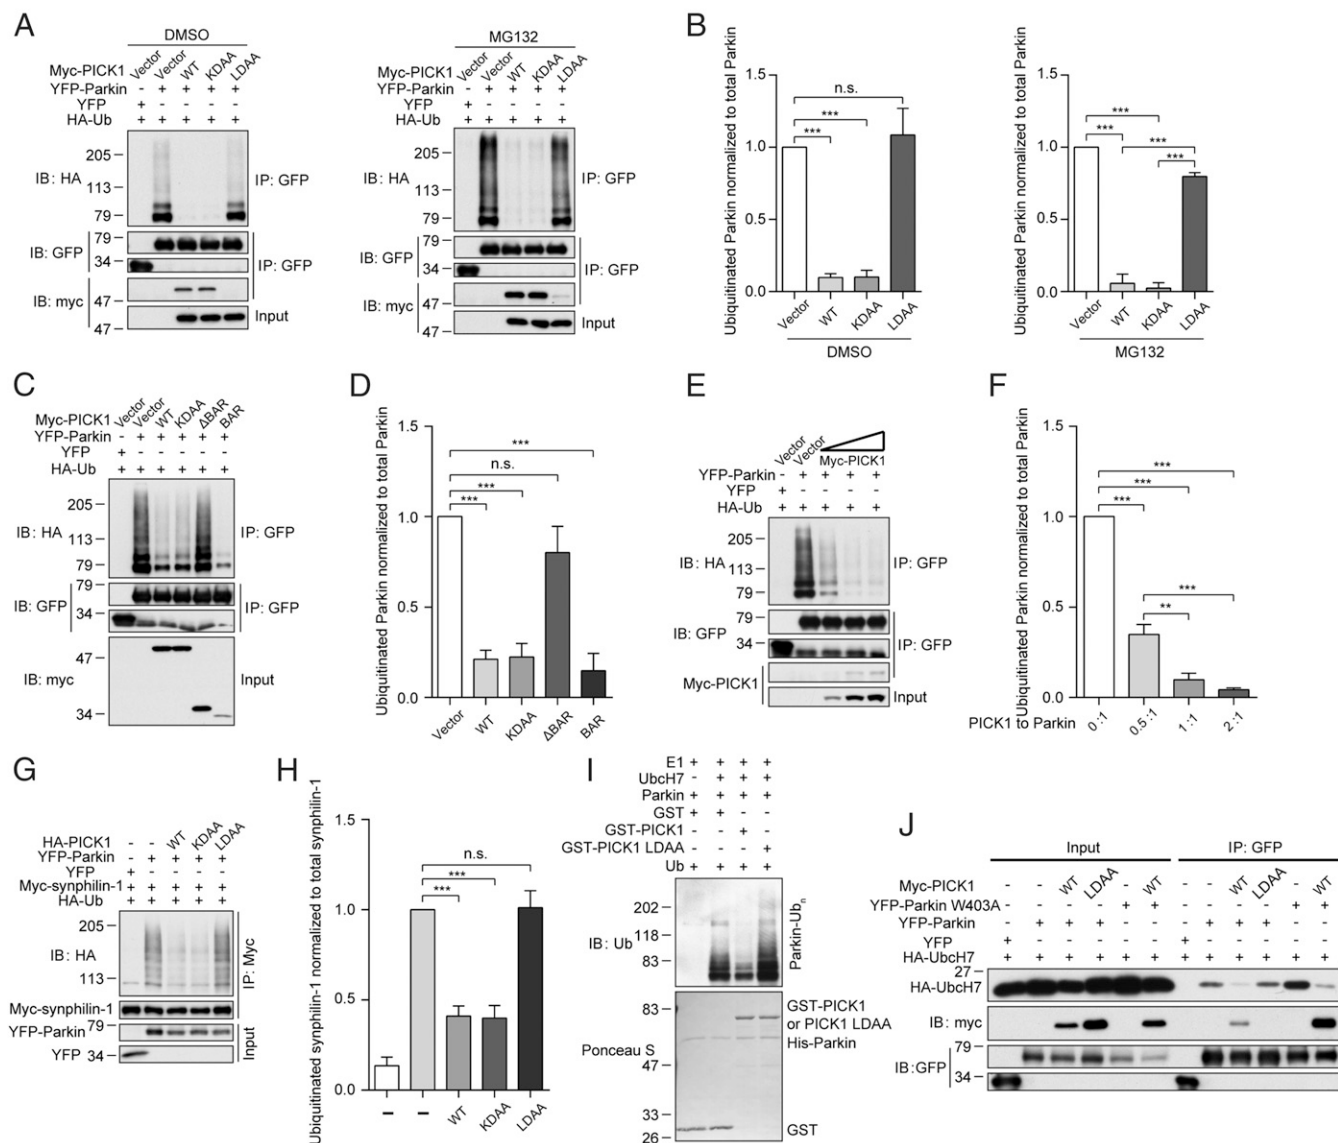 A
DMSO
Myc-PICK1 Vector Vector WT KDAA LDAA
YFP-Parkin - + + + +
YFP + - - - -
HA-Ub + + + + +
205
IB: HA 113 IP: GFP
79
79
IB: GFP 34 IP: GFP
IB: myc 47
47 Input
MG132
Myc-PICK1 Vector Vector WT KDAA LDAA
YFP-Parkin - + + + +
YFP + - - - -
HA-Ub + + + + +
205
IB: HA 113 IP: GFP
79
79
IB: GFP 34 IP: GFP
IB: myc 47
47 Input
B
Ubiquitinated Parkin normalized to total Parkin
1.5
1.0
0.5
0.0
n.s.
***
***
Vector WT KDAA LDAA
DMSO
Ubiquitinated Parkin normalized to total Parkin
1.5
1.0
0.5
0.0
***
*** ***
***
Vector WT KDAA LDAA
MG132
C
Myc-PICK1 Vector Vector WT KDAA ΔBAR BAR
YFP-Parkin - + + + + +
YFP + - - - - -
HA-Ub + + + + + +
205
IB: HA 113 IP: GFP
79
79
IB: GFP 34 IP: GFP
47
IB: myc Input
34
D
Ubiquitinated Parkin normalized to total Parkin
1.5
1.0
0.5
0.0
***
n.s.
***
***
Vector WT KDAA ΔBAR BAR
E
Vector Vector Myc-PICK1
YFP-Parkin - + + + +
YFP + - - - -
HA-Ub + + + + +
205
IB: HA 113 IP: GFP
79
79
IB: GFP 34 IP: GFP
Myc-PICK1
Input
F
Ubiquitinated Parkin normalized to total Parkin
1.5
1.0
0.5
0.0
***
***
***
***
**
PICK1 to Parkin 0:1 0.5:1 1:1 2:1
G
HA-PICK1 - - WT KDAA LDAA
YFP-Parkin - + + + +
YFP + - - - -
Myc-synphilin-1 + + + + +
HA-Ub + + + + +
205
IB: HA IP: Myc
113
Myc-synphilin-1
YFP-Parkin 79 Input
YFP 34
H
Ubiquitinated synphilin-1 normalized to total synphilin-1
1.5
1.0
0.5
0.0
n.s.
***
***
– – WT KDAA LDAA
I
E1 + + + +
UbcH7 - + + +
Parkin + + + +
GST + + - -
GST-PICK1 - - + -
GST-PICK1 LDAA - - - +
Ub + + + +
202
118
IB: Ub 83 Parkin-Ubn
83 GST-PICK1
or PICK1 LDAA
Ponceau S His-Parkin
47
33
26 GST
J
Input IP: GFP
Myc-PICK1 - - WT LDAA - WT - - WT LDAA - WT
YFP-Parkin W403A - - - - + + - - - - + +
YFP-Parkin - + + + - - - + + + - -
YFP + - - - - - + - - - - -
HA-UbcH7 + + + + + + + + + + + +
27
HA-UbcH7
IB: myc
79
IB:GFP
34